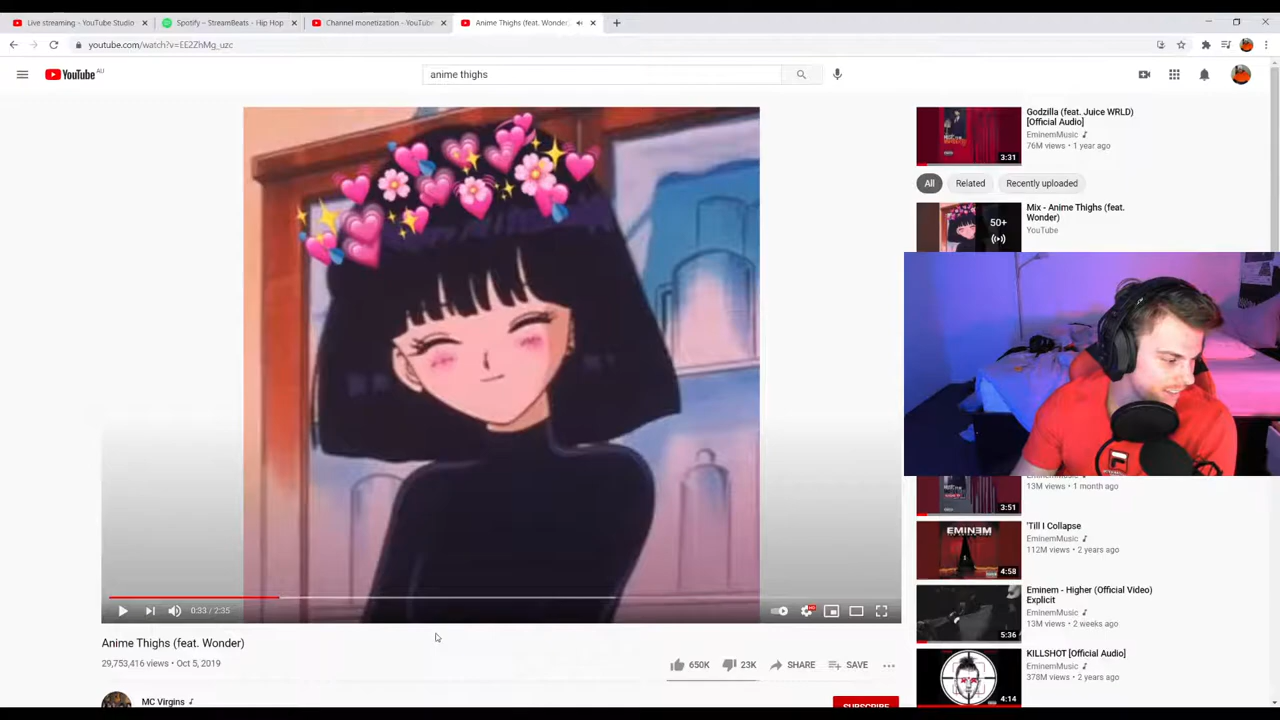 Live streaming - YouTube Studio
Spotify – StreamBeats - Hip Hop
Channel monetization - YouTube
Anime Thighs (feat. Wonder)
youtube.com/watch?v=EE2ZhMg_uzc
YouTube AU
anime thighs
Godzilla (feat. Juice WRLD)
[Official Audio]
EminemMusic
76M views • 1 year ago
3:31
All
Related
Recently uploaded
Mix - Anime Thighs (feat.
Wonder)
YouTube
50+
13M views • 1 month ago
3:51
'Till I Collapse
EminemMusic
112M views • 2 years ago
EMINEM
4:58
Eminem - Higher (Official Video)
Explicit
EminemMusic
13M views • 2 weeks ago
5:36
KILLSHOT [Official Audio]
EminemMusic
378M views • 2 years ago
4:14
0:33 / 2:35
HD
Anime Thighs (feat. Wonder)
29,753,416 views • Oct 5, 2019
650K
23K
SHARE
SAVE
MC Virgins
SUBSCRIBE